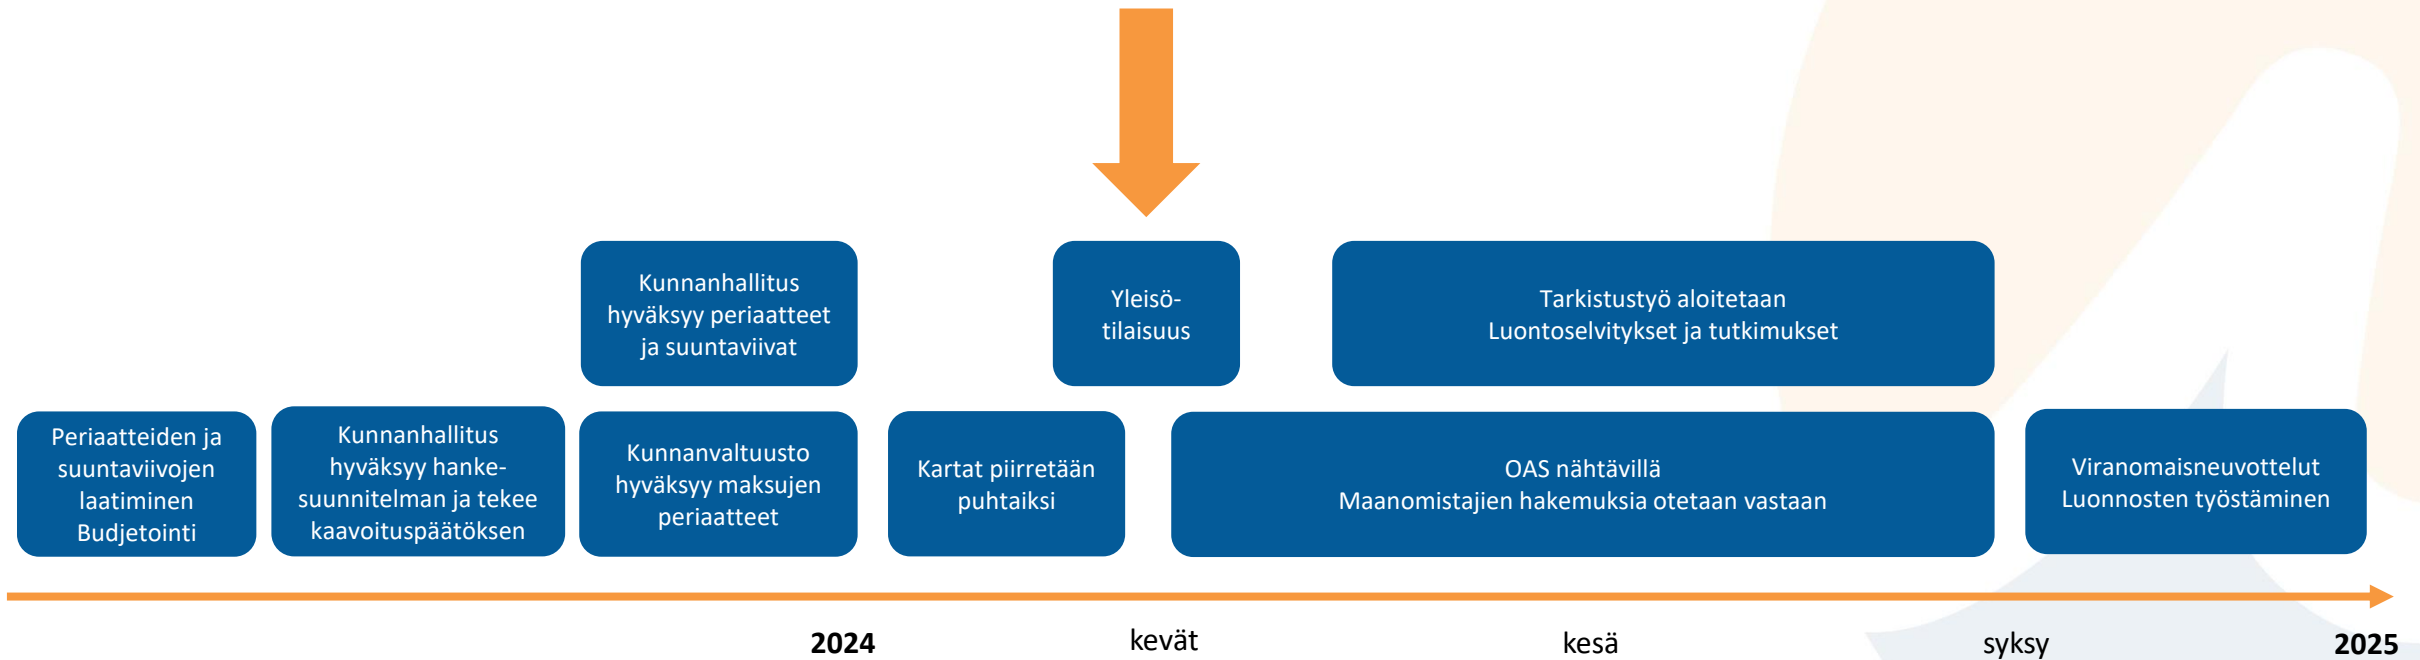 Kunnanhallitus
hyväksyy periaatteet
ja suuntaviivat
Yleisö-
tilaisuus
Tarkistustyö aloitetaan
Luontoselvitykset ja tutkimukset
Periaatteiden ja
suuntaviivojen
laatiminen
Budjetointi
Kunnanhallitus
hyväksyy hanke-
suunnitelman ja tekee
kaavoituspäätöksen
Kunnanvaltuusto
hyväksyy maksujen
periaatteet
Kartat piirretään
puhtaiksi
OAS nähtävillä
Maanomistajien hakemuksia otetaan vastaan
Viranomaisneuvottelut
Luonnosten työstäminen
2024 kevät kesä syksy 2025